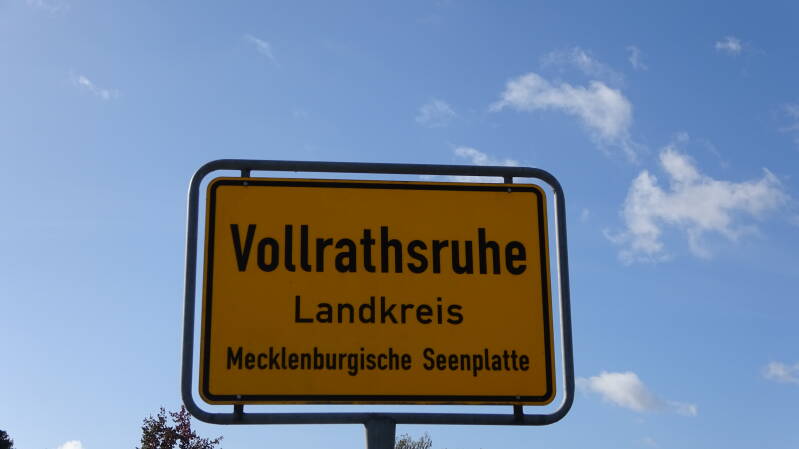 Vollrathsruhe
Landkreis
Mecklenburgische Seenplatte